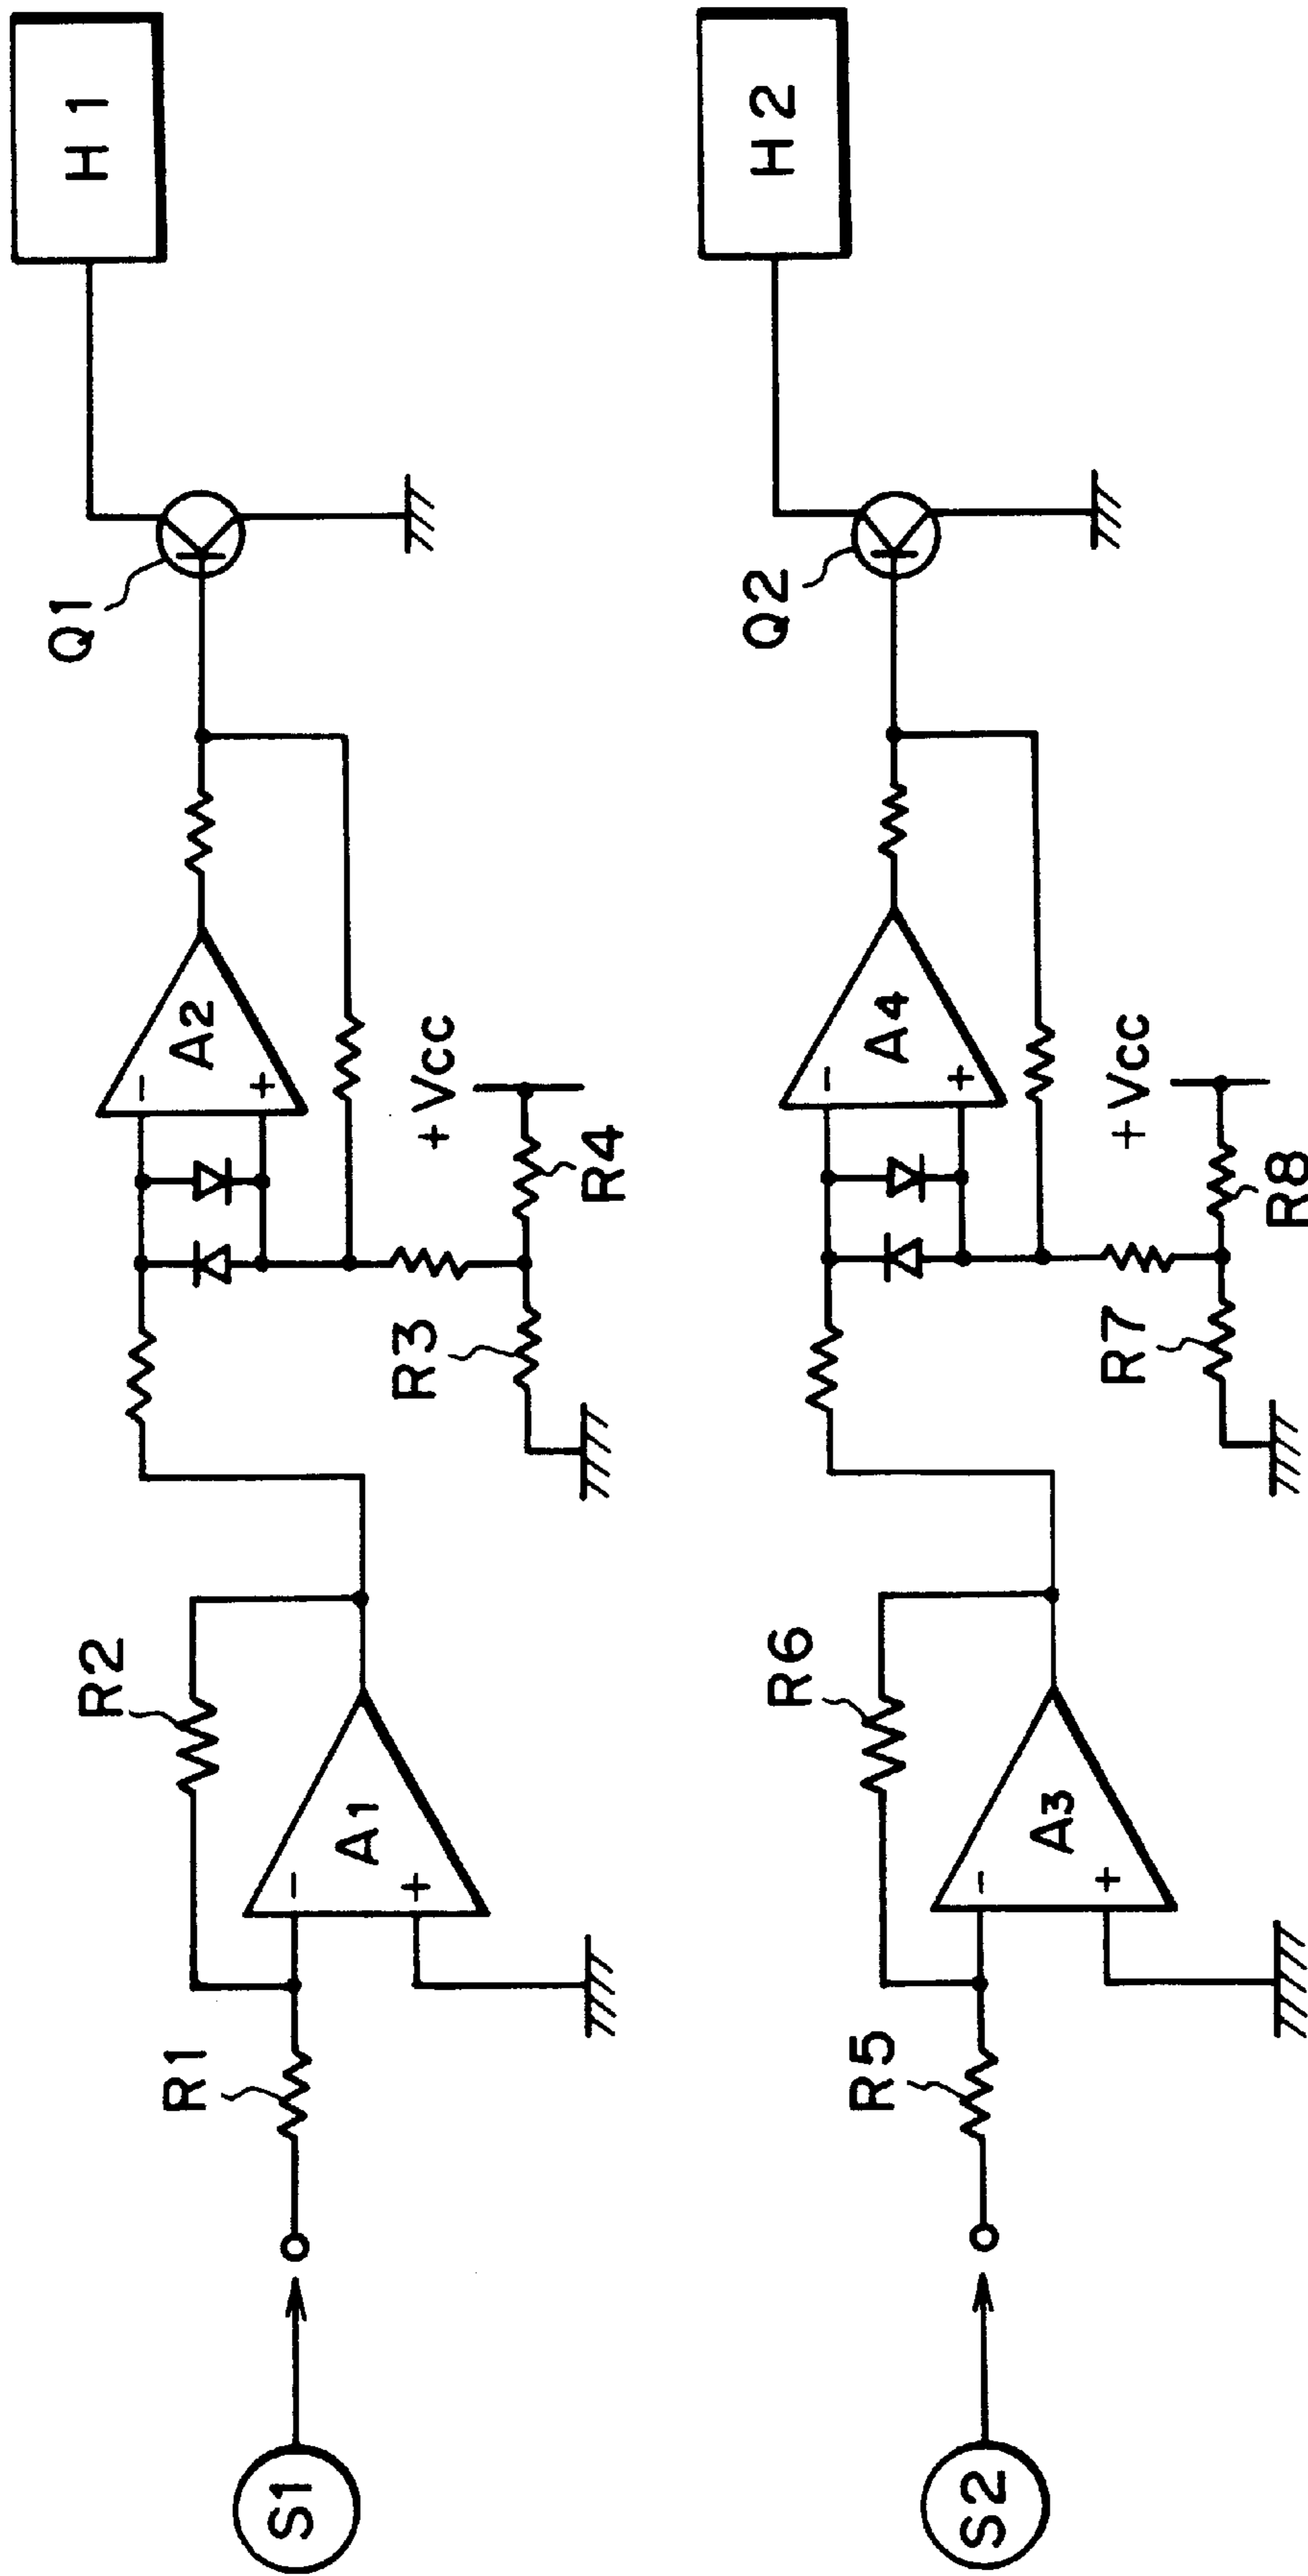 S1
R1
R2
A1
-
+
R3
R4
+Vcc
A2
-
+
Q1
H1
S2
R5
R6
A3
-
+
R7
R8
+Vcc
A4
-
+
Q2
H2